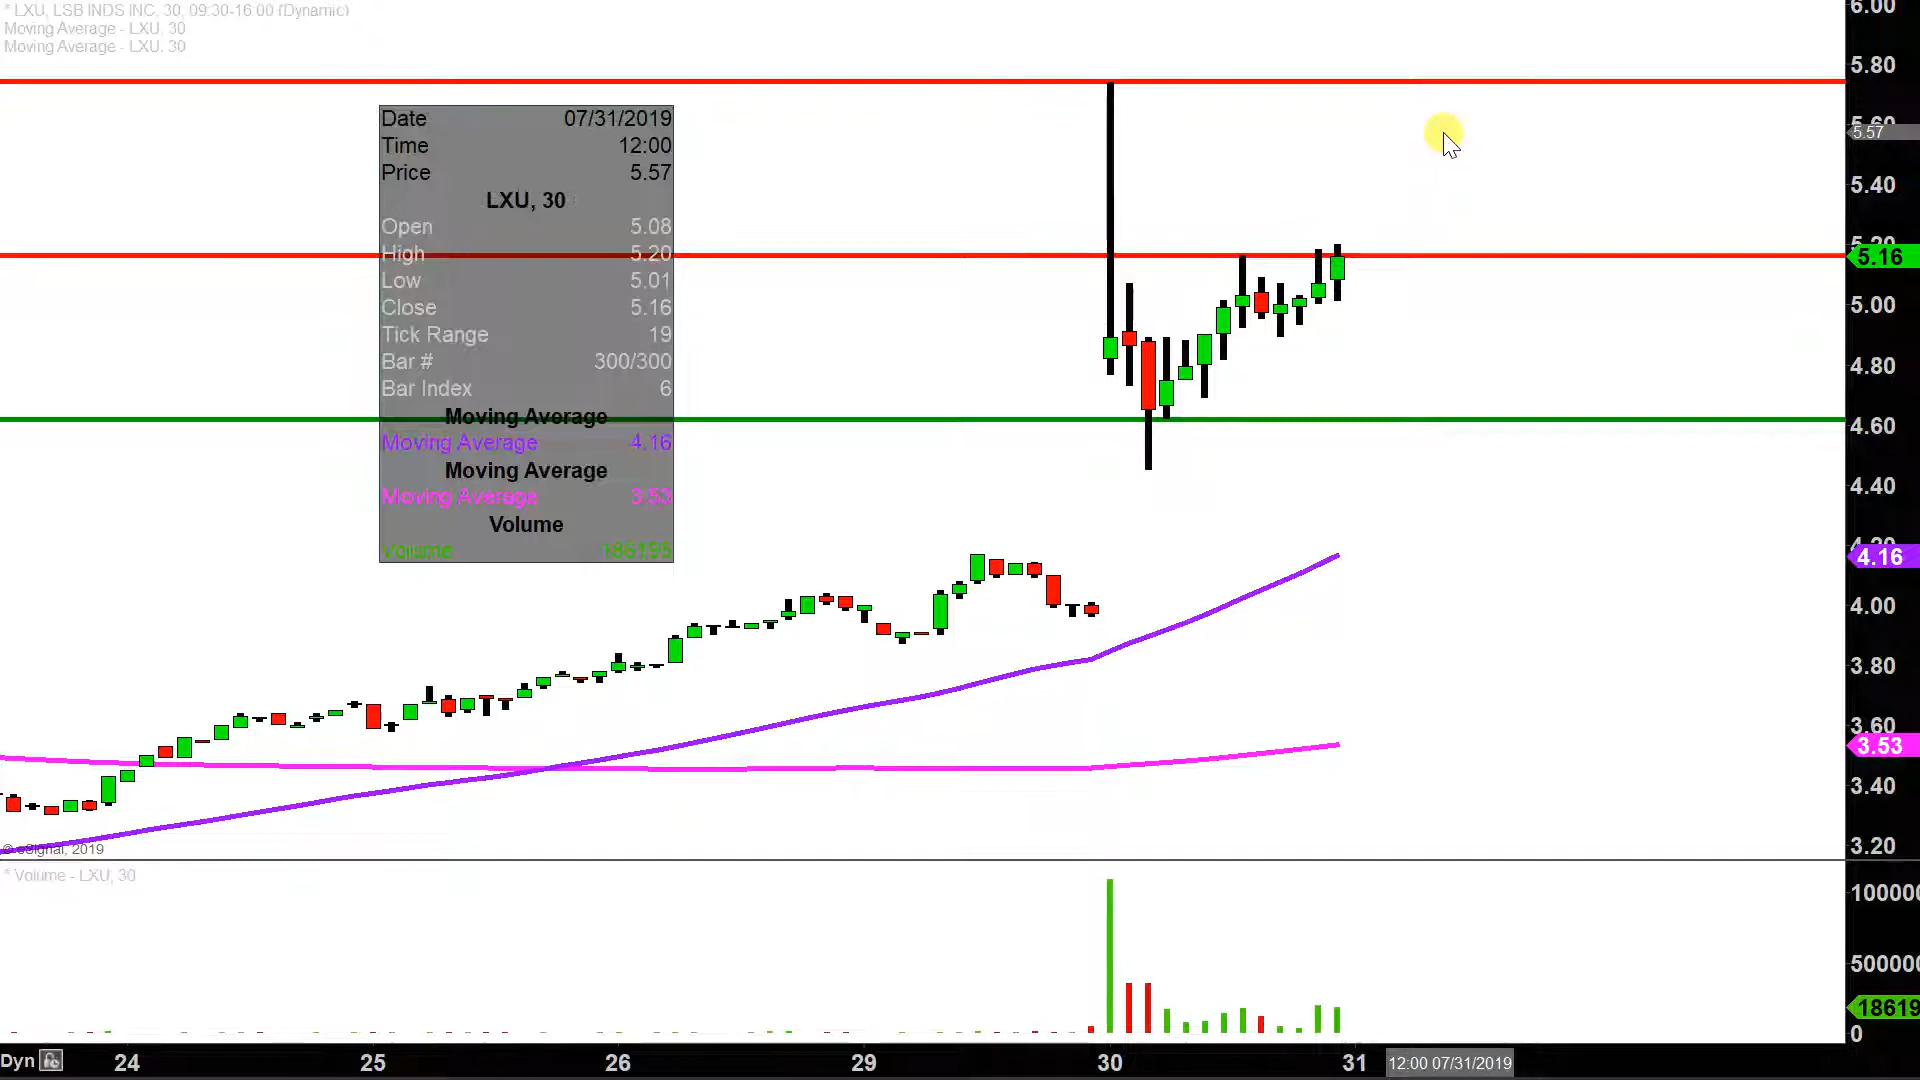 * LXU, LSB INDS INC, 30, 09:30-16:00 (Dynamic)
Moving Average - LXU, 30
Moving Average - LXU, 30
6.00
5.80
5.57
5.40
5.16
5.00
4.80
4.60
4.40
4.16
4.00
3.80
3.60
3.53
3.40
3.20
Date 07/31/2019
Time 12:00
Price 5.57
LXU, 30
Open 5.08
High 5.20
Low 5.01
Close 5.16
Tick Range 19
Bar # 300/300
Bar Index 6
Moving Average
Moving Average 4.16
Moving Average
Moving Average 3.53
Volume
Volume 186195
© eSignal, 2019
* Volume - LXU, 30
100000
500000
18619
0
Dyn 24 25 26 29 30 31 12:00 07/31/2019